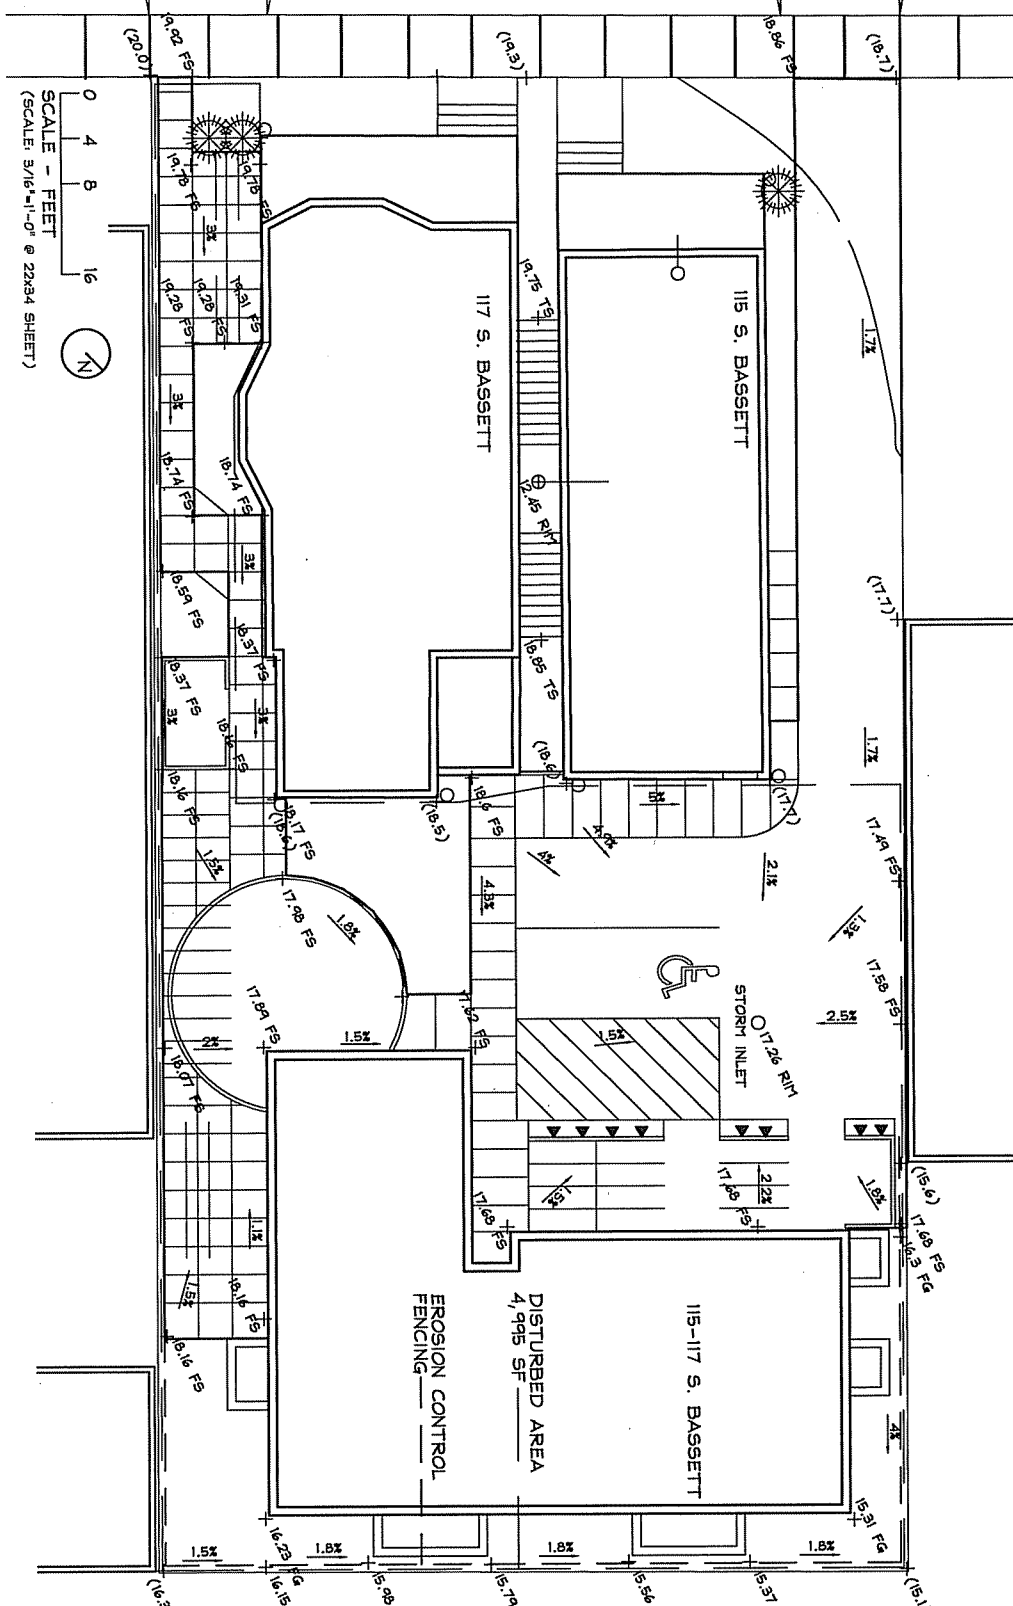 19.92 FS
(20.0)
(19.3)
18.86 FS
(18.7)
0
4
8
16
SCALE - FEET
(SCALE: 3/16"=1'-0" @ 22x34 SHEET)
N
19.78 FS
19.78 FS
3%
19.28 FS
19.28 FS
19.31 FS
19.75 TS
117 S. BASSETT
115 S. BASSETT
1.7%
3%
18.74 FS
18.74 FS
12.45 RIM
3%
18.59 FS
18.37 FS
18.85 TS
(17.7)
18.37 FS
3%
3%
(18.6)
1.7%
18.16 FS
18.17 FS
(18.6)
(18.5)
18.6 FS
5%
(17.7)
17.49 FS
1.5%
4.9%
4%
4.3%
2.1%
1.3%
17.98 FS
1.8%
17.58 FS
2.5%
17.89 FS
17.62 FS
1.5%
2%
1.5%
STORM INLET
17.26 RIM
18.07 FS
1.1%
17.68 FS
1.5%
17.68 FS
2.2%
1.8%
(15.6)
17.68 FS
16.3 FG
1.5%
18.16 FS
18.16 FS
EROSION CONTROL
FENCING
DISTURBED AREA
4,995 SF
115-117 S. BASSETT
4%
16.23 FG
15.31 FG
1.5%
1.8%
1.8%
1.8%
16.15
15.98
15.79
15.56
15.37